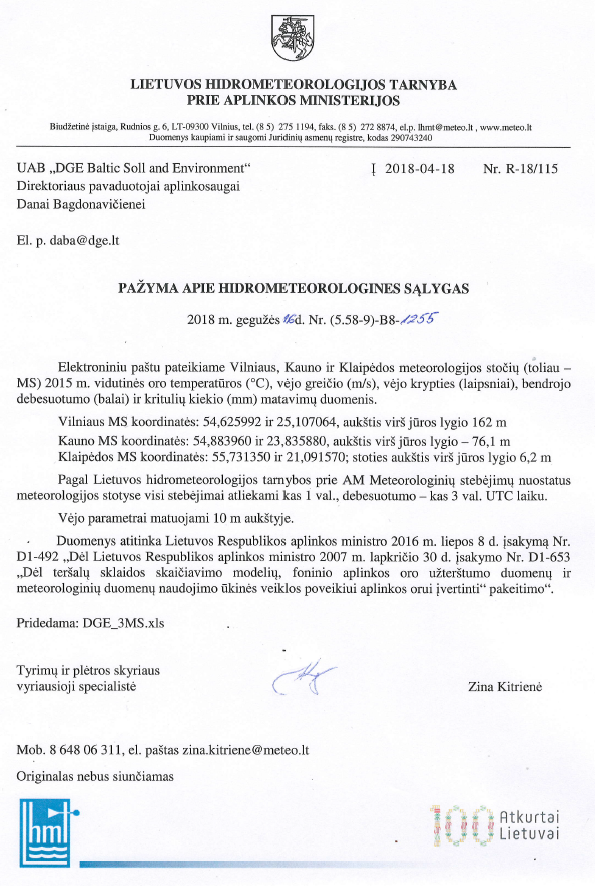 LIETUVOS HIDROMETEOROLOGIJOS TARNYBA
PRIE APLINKOS MINISTERIJOS
Biudžetinė įstaiga, Rudnios g. 6, LT-09300 Vilnius, tel. (8 5) 275 1194, faks. (8 5) 272 8874, el.p. lhmt@meteo.lt , www.meteo.lt
Duomenys kaupiami ir saugomi Juridinių asmenų registre, kodas 290743240
UAB „DGE Baltic Soll and Environment“ Į 2018-04-18 Nr. R-18/115
Direktoriaus pavaduotojai aplinkosaugai
Danai Bagdonavičienei
El. p. daba@dge.lt
PAŽYMA APIE HIDROMETEOROLOGINES SĄLYGAS
2018 m. gegužės 16 d. Nr. (5.58-9)-B8-1255
Elektroniniu paštu pateikiame Vilniaus, Kauno ir Klaipėdos meteorologijos stočių (toliau –
MS) 2015 m. vidutinės oro temperatūros (°C), vėjo greičio (m/s), vėjo krypties (laipsniai), bendrojo
debesuotumo (balai) ir kritulių kiekio (mm) matavimų duomenis.
Vilniaus MS koordinatės: 54,625992 ir 25,107064, aukštis virš jūros lygio 162 m
Kauno MS koordinatės: 54,883960 ir 23,835880, aukštis virš jūros lygio – 76,1 m
Klaipėdos MS koordinatės: 55,731350 ir 21,091570; stoties aukštis virš jūros lygio 6,2 m
Pagal Lietuvos hidrometeorologijos tarnybos prie AM Meteorologinių stebėjimų nuostatus
meteorologijos stotyse visi stebėjimai atliekami kas 1 val., debesuotumo – kas 3 val. UTC laiku.
Vėjo parametrai matuojami 10 m aukštyje.
Duomenys atitinka Lietuvos Respublikos aplinkos ministro 2016 m. liepos 8 d. įsakymą Nr.
D1-492 „Dėl Lietuvos Respublikos aplinkos ministro 2007 m. lapkričio 30 d. įsakymo Nr. D1-653
„Dėl teršalų sklaidos skaičiavimo modelių, foninio aplinkos oro užterštumo duomenų ir
meteorologinių duomenų naudojimo ūkinės veiklos poveikiui aplinkos orui įvertinti“ pakeitimo“.
Pridedama: DGE_3MS.xls
Tyrimų ir plėtros skyriaus
vyriausioji specialistė Zina Kitrienė
Mob. 8 648 06 311, el. paštas zina.kitriene@meteo.lt
Originalas nebus siunčiamas
hmt
100 Atkurtai
Lietuvai